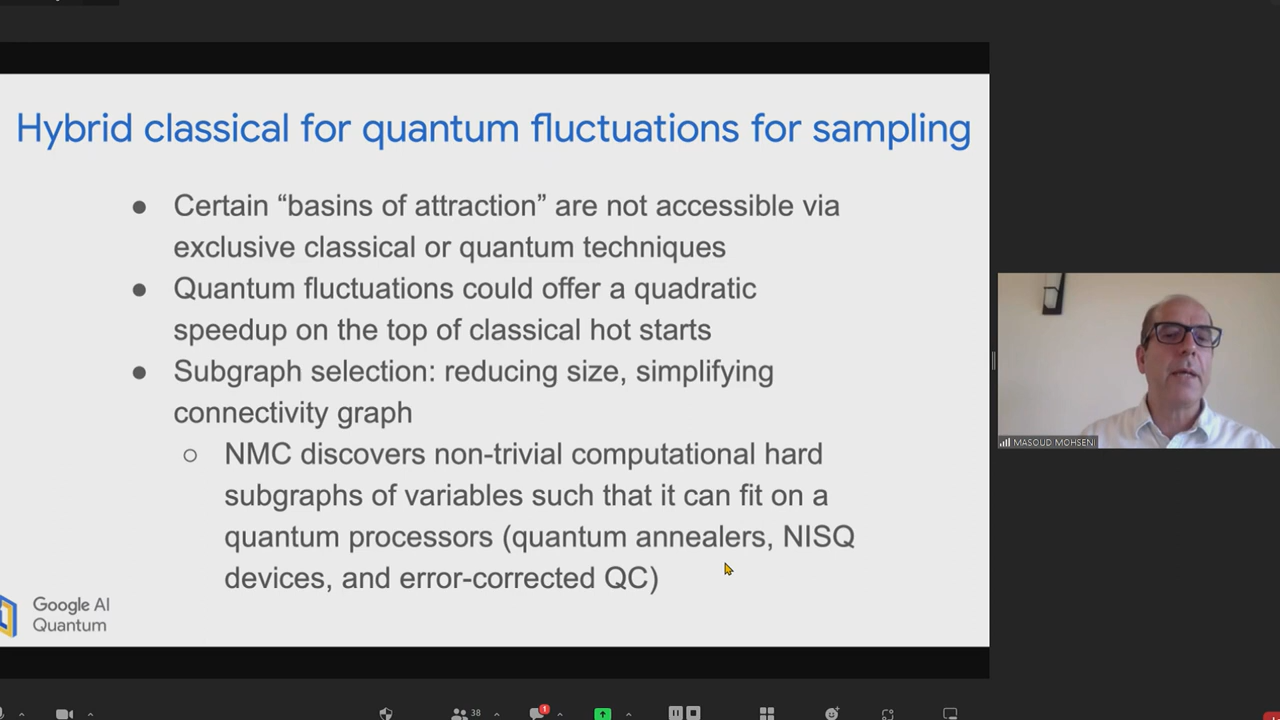 Hybrid classical for quantum fluctuations for sampling
● Certain “basins of attraction” are not accessible via
exclusive classical or quantum techniques
● Quantum fluctuations could offer a quadratic
speedup on the top of classical hot starts
● Subgraph selection: reducing size, simplifying
connectivity graph
○ NMC discovers non-trivial computational hard
subgraphs of variables such that it can fit on a
quantum processors (quantum annealers, NISQ
devices, and error-corrected QC)
Google AI
Quantum
MASOUD MOHSENI
38
1